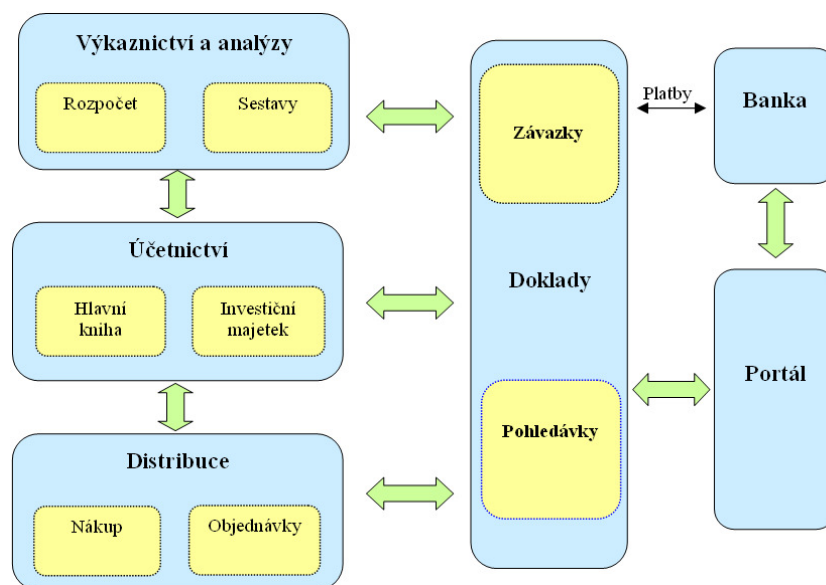 Výkaznictví a analýzy
Rozpočet
Sestavy
Účetnictví
Hlavní
kniha
Investiční
majetek
Distribuce
Nákup
Objednávky
Závazky
Doklady
Pohledávky
Platby
Banka
Portál